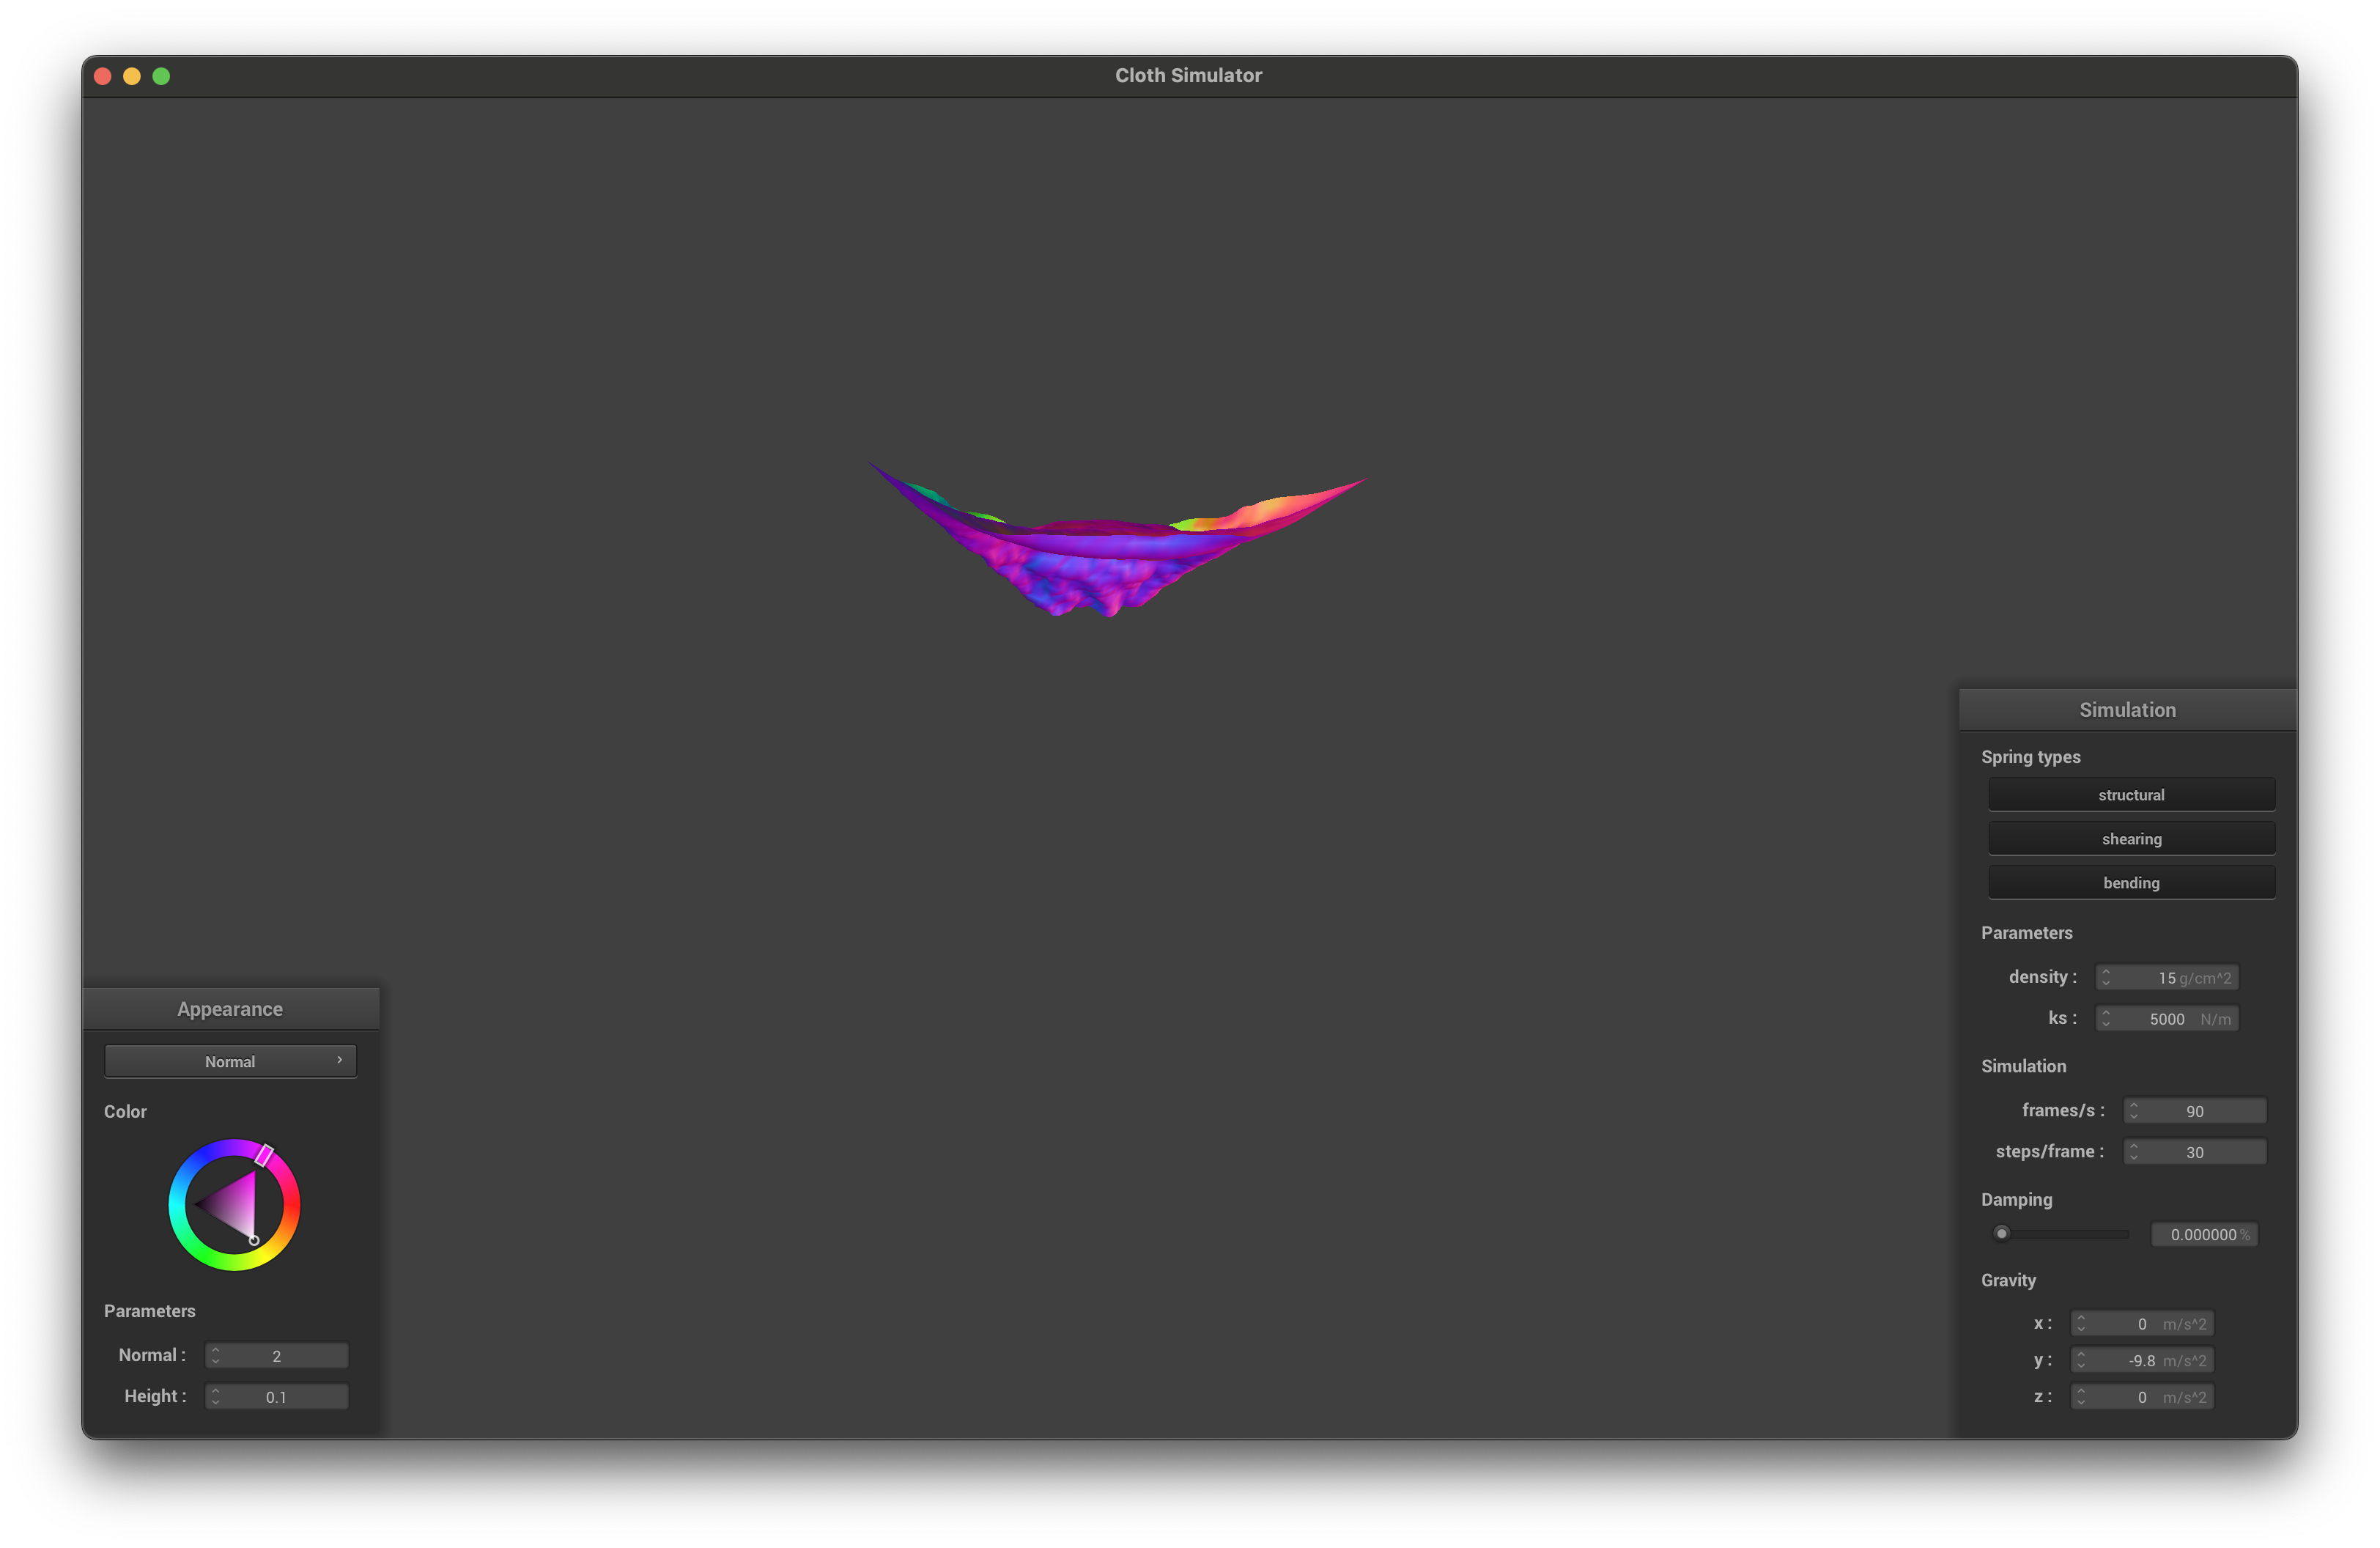 Cloth Simulator
Simulation
Spring types
structural
shearing
bending
Parameters
density : 15 g/cm^2
ks : 5000 N/m
Simulation
frames/s : 90
steps/frame : 30
Damping
0.000000 %
Gravity
x : 0 m/s^2
y : -9.8 m/s^2
z : 0 m/s^2
Appearance
Normal
Color
Parameters
Normal : 2
Height : 0.1